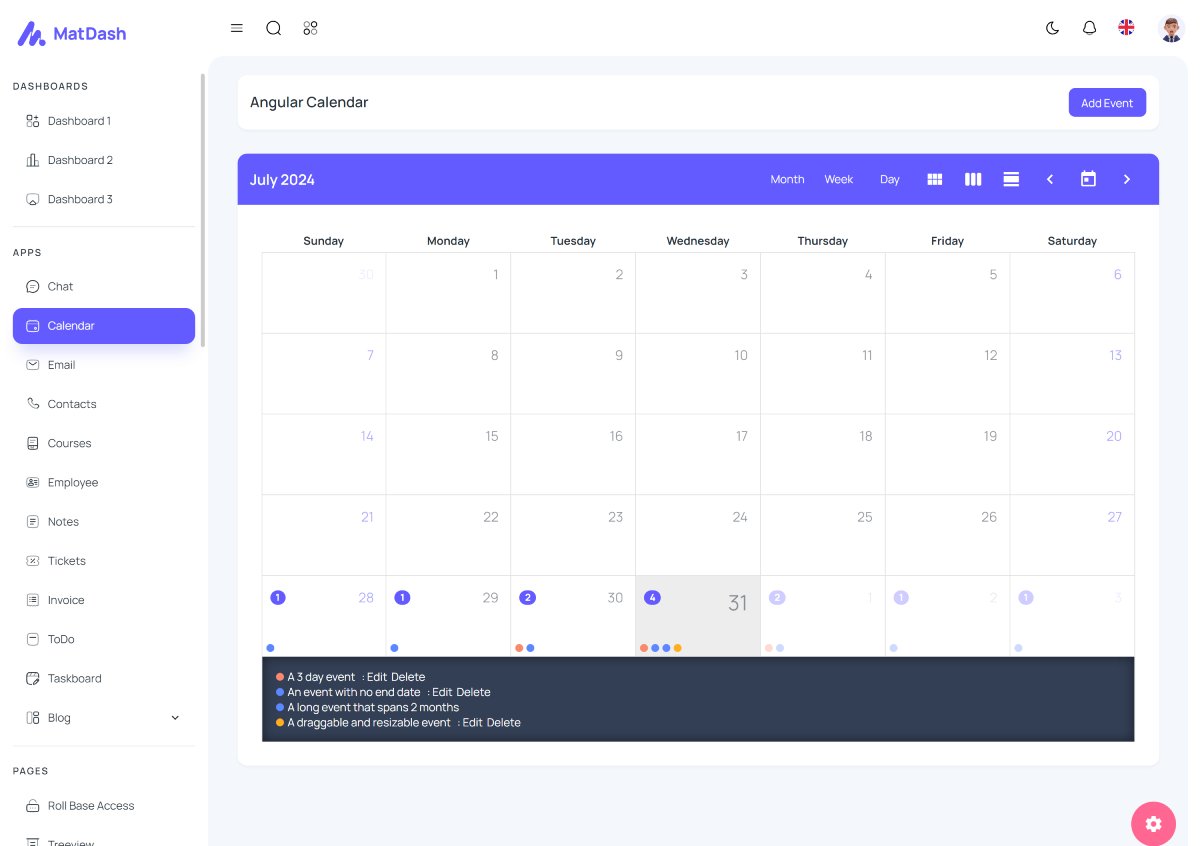 MatDash
DASHBOARDS
Dashboard 1
Dashboard 2
Dashboard 3
APPS
Chat
Calendar
Email
Contacts
Courses
Employee
Notes
Tickets
Invoice
ToDo
Taskboard
Blog
PAGES
Roll Base Access
Treeview
Angular Calendar
Add Event
July 2024
Month Week Day
Sunday Monday Tuesday Wednesday Thursday Friday Saturday
30 1 2 3 4 5 6
7 8 9 10 11 12 13
14 15 16 17 18 19 20
21 22 23 24 25 26 27
1 28 1 29 2 30 4 31 2 1 1 2 1 3
A 3 day event : Edit Delete
An event with no end date : Edit Delete
A long event that spans 2 months
A draggable and resizable event : Edit Delete